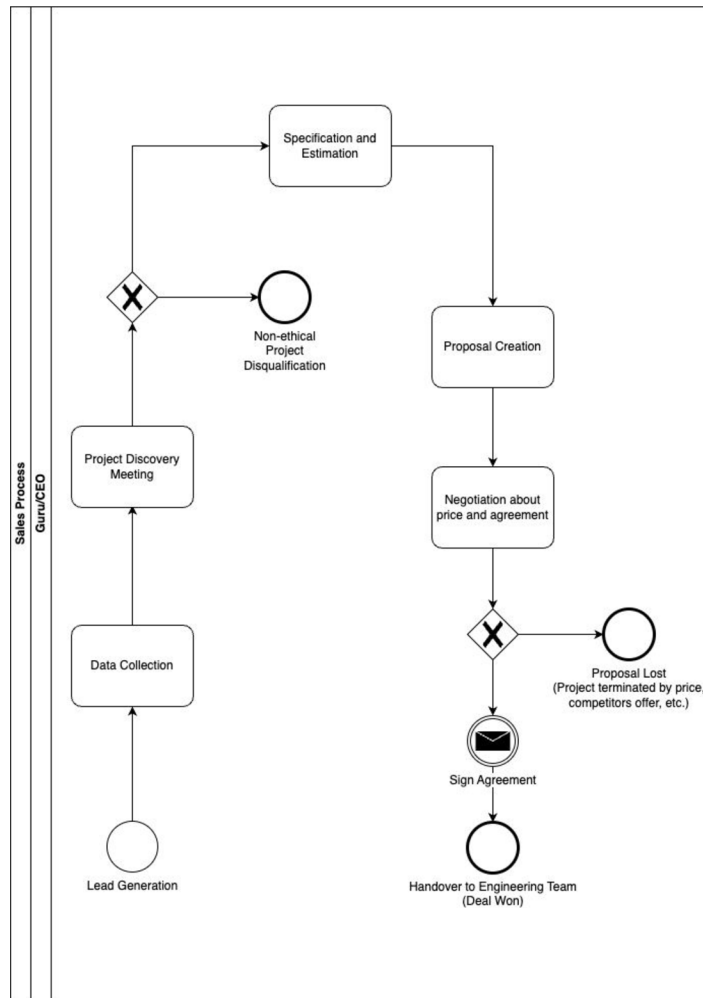 Sales Process
Guru/CEO
Specification and
Estimation
Non-ethical
Project
Disqualification
Proposal Creation
Project Discovery
Meeting
Negotiation about
price and agreement
Data Collection
Proposal Lost
(Project terminated by price,
competitors offer, etc.)
Sign Agreement
Lead Generation
Handover to Engineering Team
(Deal Won)